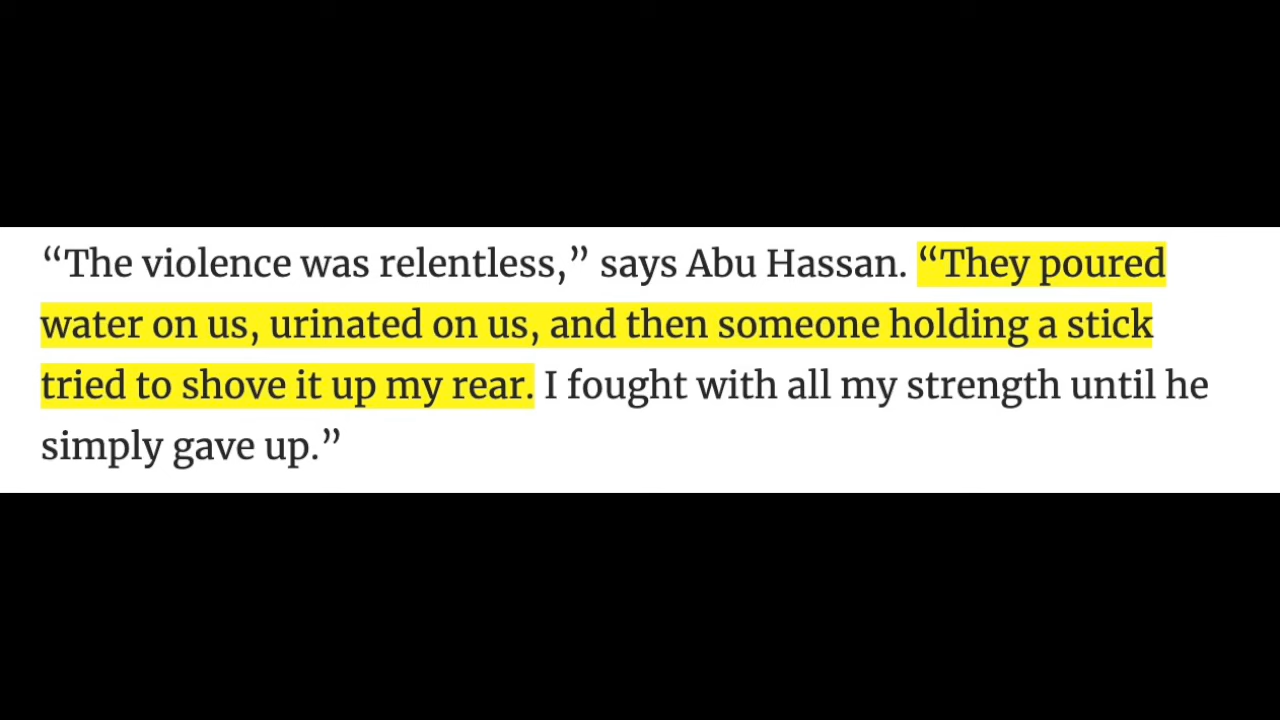 “The violence was relentless,” says Abu Hassan. “They poured
water on us, urinated on us, and then someone holding a stick
tried to shove it up my rear. I fought with all my strength until he
simply gave up.”